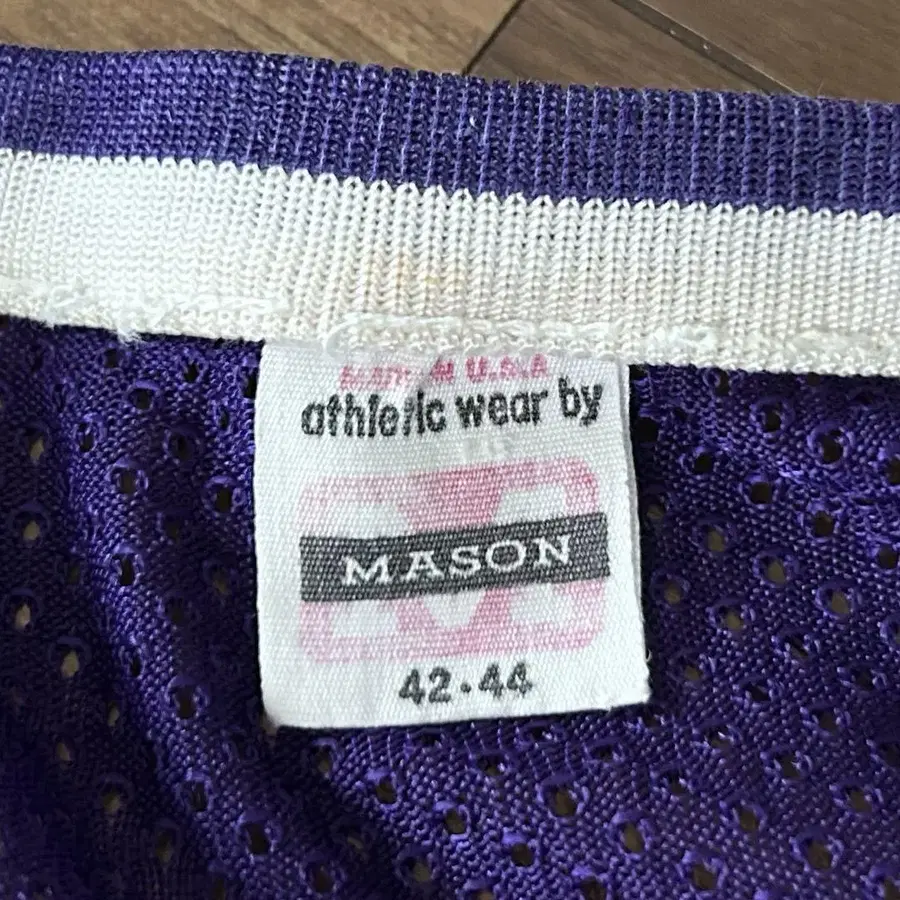 MADE IN U.S.A
athletic wear by
MASON
42·44